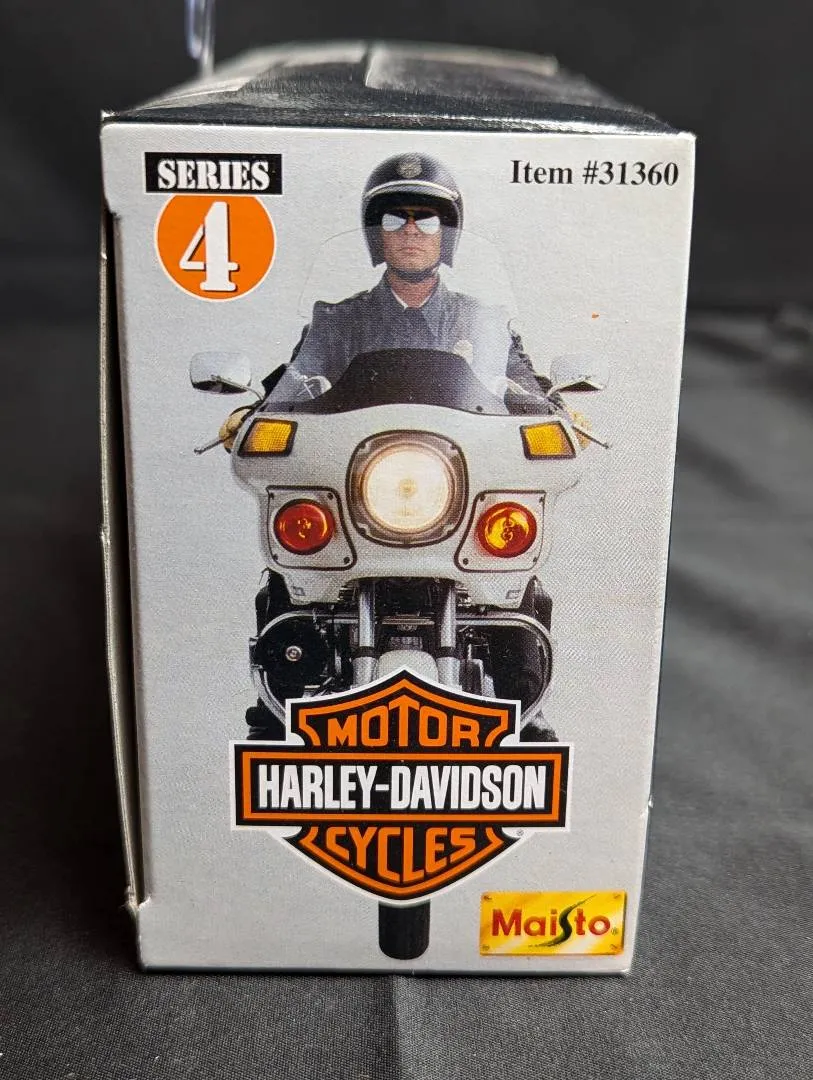 SERIES
4
Item #31360
MOTOR
HARLEY-DAVIDSON
CYCLES
®
Maisto®